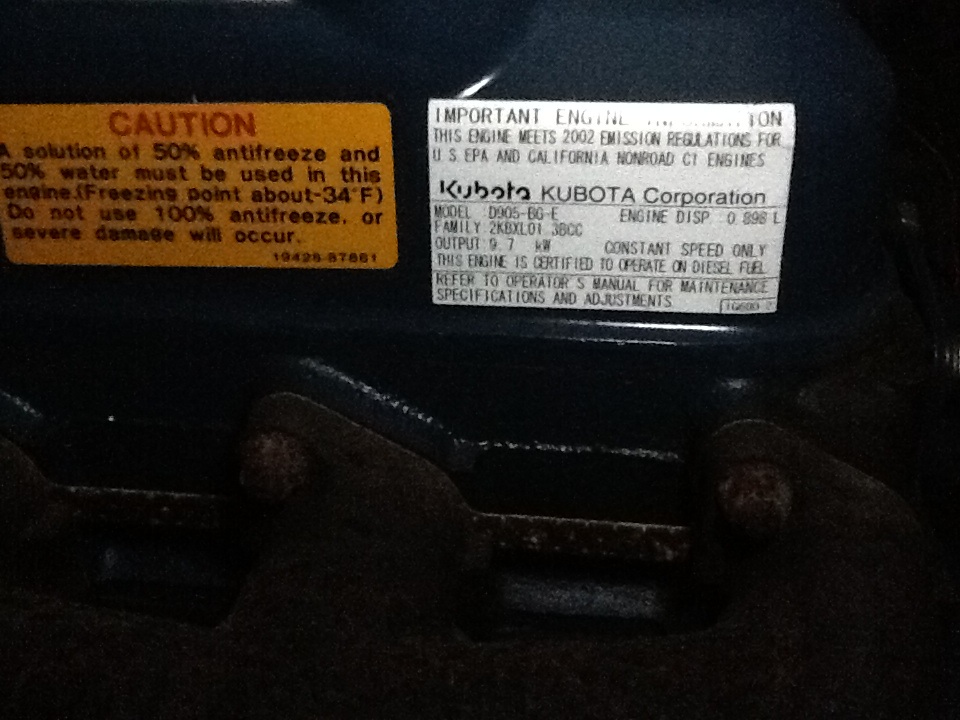 CAUTION
A solution of 50% antifreeze and
50% water must be used in this
engine.(Freezing point about-34°F)
Do not use 100% antifreeze, or
severe damage will occur.
19428-87661
IMPORTANT ENGINE INFORMATION
THIS ENGINE MEETS 2002 EMISSION REGULATIONS FOR
U.S.EPA AND CALIFORNIA NONROAD CI ENGINES
Kubota KUBOTA Corporation
MODEL D905-BG-E ENGINE DISP 0.898 L
FAMILY 2KBXL01.3BCC
OUTPUT 9.7 kW CONSTANT SPEED ONLY
THIS ENGINE IS CERTIFIED TO OPERATE ON DIESEL FUEL
REFER TO OPERATOR'S MANUAL FOR MAINTENANCE
SPECIFICATIONS AND ADJUSTMENTS